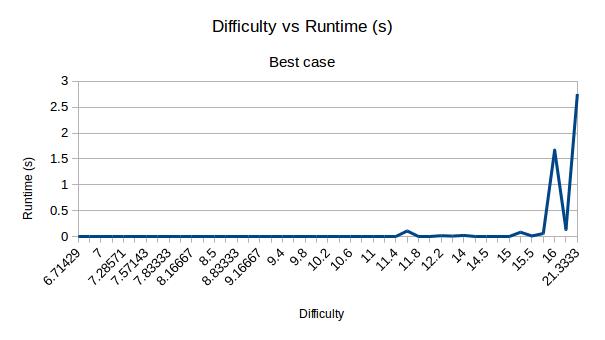 Difficulty vs Runtime (s)
Best case
3
2.5
2
1.5
1
0.5
0
Runtime (s)
6.71429 7 7.28571 7.57143 7.83333 8.16667 8.5 8.83333 9.16667 9.4 9.8 10.2 10.6 11 11.4 11.8 12.2 14 14.5 15 15.5 16 21.3333
Difficulty